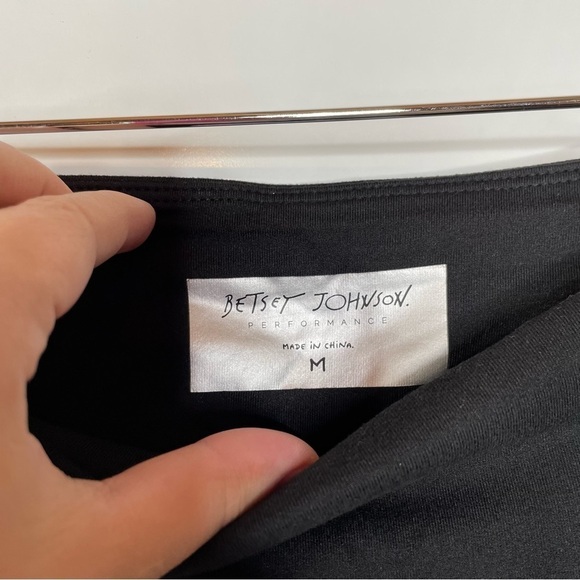 BETSEY JOHNSON.
PERFORMANCE
MADE IN CHINA.
M